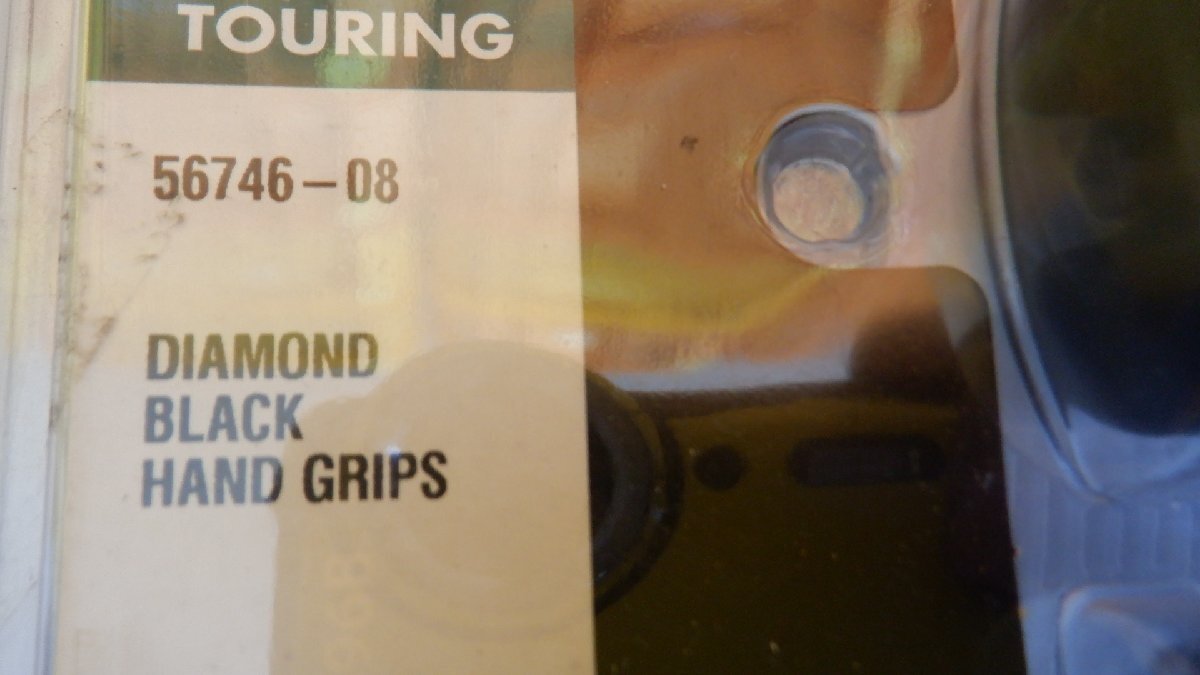 TOURING
56746–08
DIAMOND
BLACK
HAND GRIPS